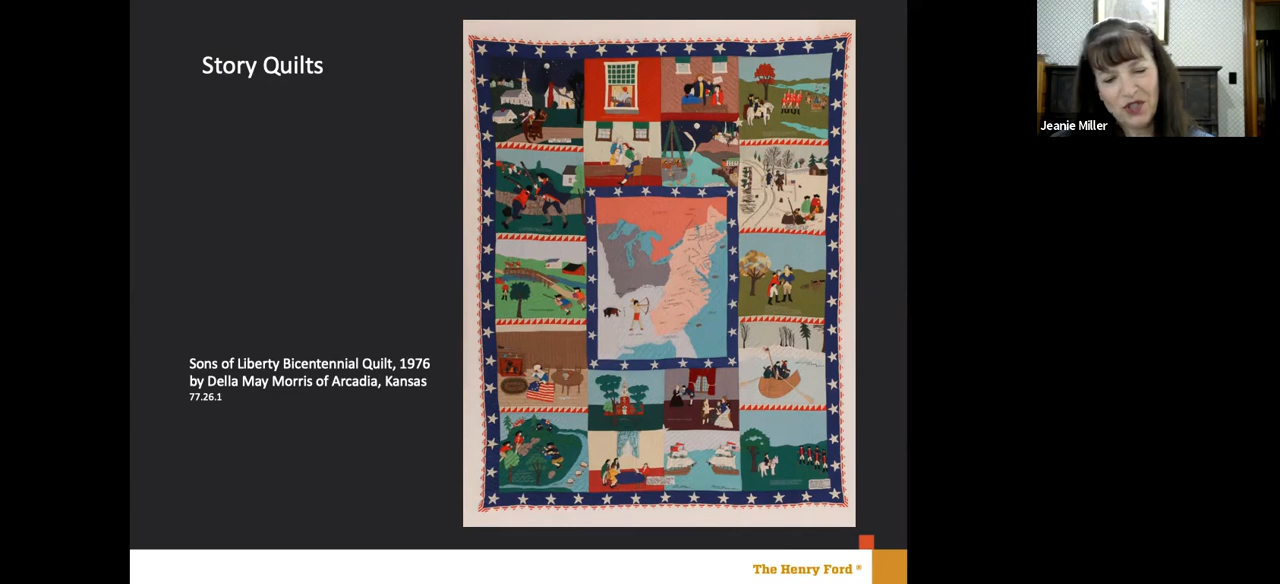 Story Quilts
Jeanie Miller
Sons of Liberty Bicentennial Quilt, 1976
by Della May Morris of Arcadia, Kansas
77.26.1
The Henry Ford ®